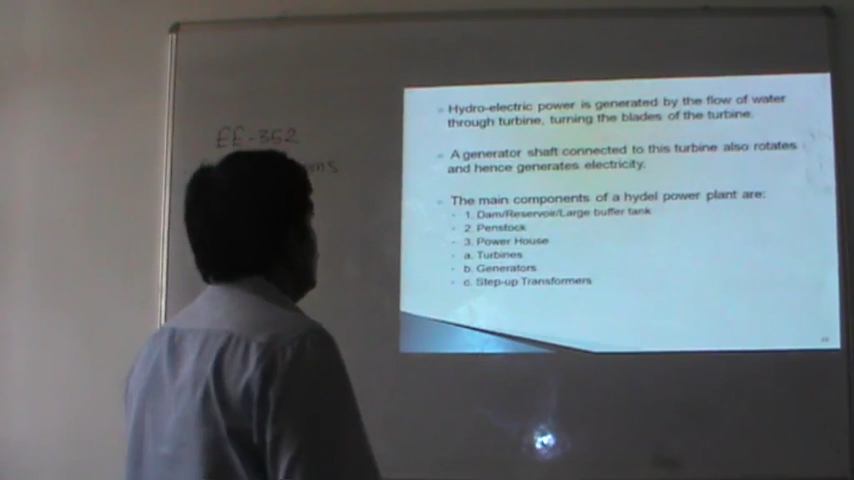 EE-352
ms
Hydro-electric power is generated by the flow of water
through turbine, turning the blades of the turbine.
A generator shaft connected to this turbine also rotates
and hence generates electricity.
The main components of a hydel power plant are:
1. Dam/Reservoir/Large buffer tank
2. Penstock
3. Power House
a. Turbines
b. Generators
c. Step-up Transformers